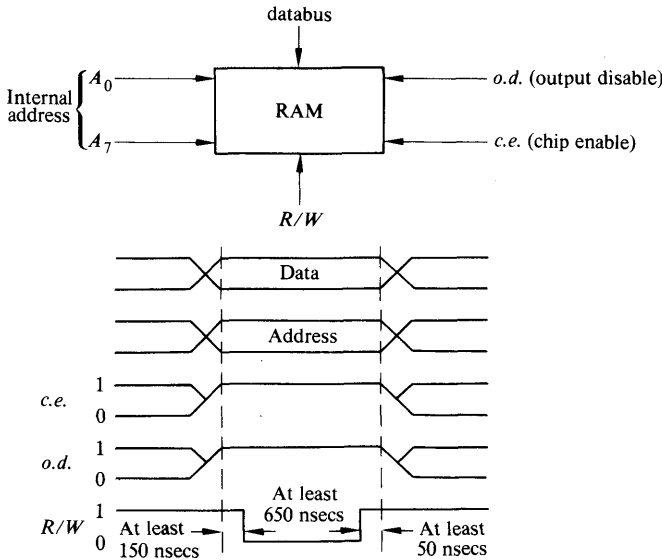 databus
Internal address
A0
A7
RAM
o.d. (output disable)
c.e. (chip enable)
R/W
Data
Address
c.e. 1
0
o.d. 1
0
R/W 1
0
At least 150 nsecs
At least 650 nsecs
At least 50 nsecs